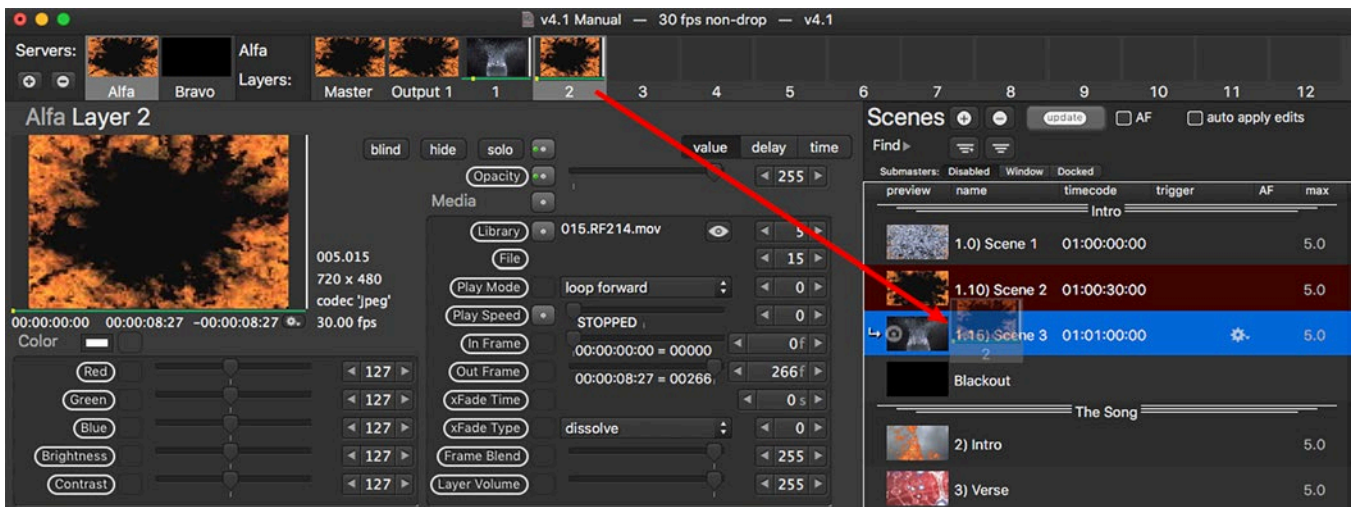 v4.1 Manual — 30 fps non-drop — v4.1
Servers:
Alfa
Layers:
Alfa Bravo Master Output 1 1 2 3 4 5 6 7 8 9 10 11 12
Alfa Layer 2
blind hide solo value delay time
Opacity 255
Media
Library 015.RF214.mov 5
File 15
Play Mode loop forward 0
Play Speed STOPPED 0
In Frame 00:00:00:00 = 00000 0f
Out Frame 00:00:08:27 = 00266 266f
xFade Time 0 s
xFade Type dissolve 0
Frame Blend 255
Layer Volume 255
005.015
720 x 480
codec 'jpeg'
30.00 fps
00:00:00:00 00:00:08:27 -00:00:08:27
Color
Red 127
Green 127
Blue 127
Brightness 127
Contrast 127
Scenes update AF auto apply edits
Find
Submasters: Disabled Window Docked
preview name timecode trigger AF max
Intro
1.0) Scene 1 01:00:00:00 5.0
1.10) Scene 2 01:00:30:00 5.0
1.15) Scene 3 01:01:00:00 5.0
2
Blackout
The Song
2) Intro 5.0
3) Verse 5.0